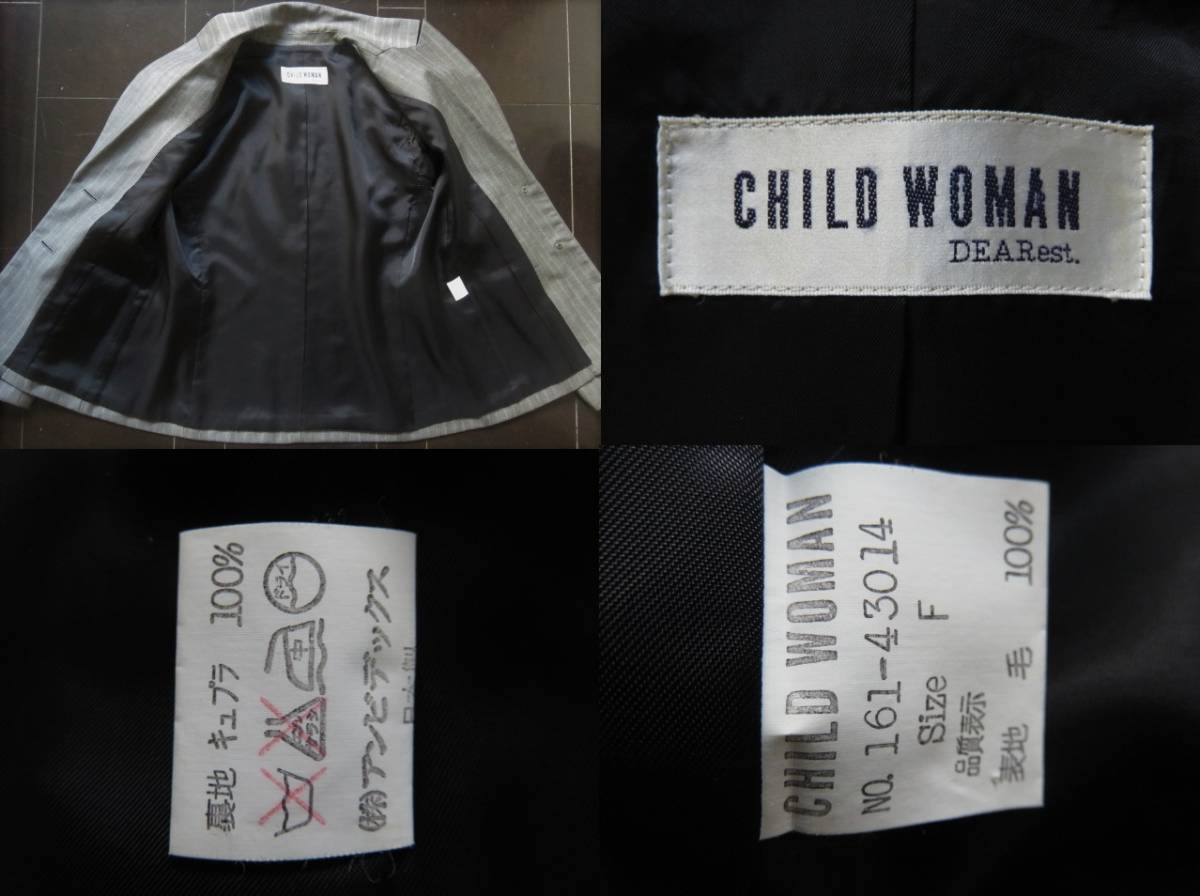 CHILD WOMAN
CHILD WOMAN
DEARest.
裏地 キュプラ 100%
中 ドライ
㈱アンビデックス
CHILD WOMAN
NO. 161-43014
Size F
品質表示
表地 毛 100%